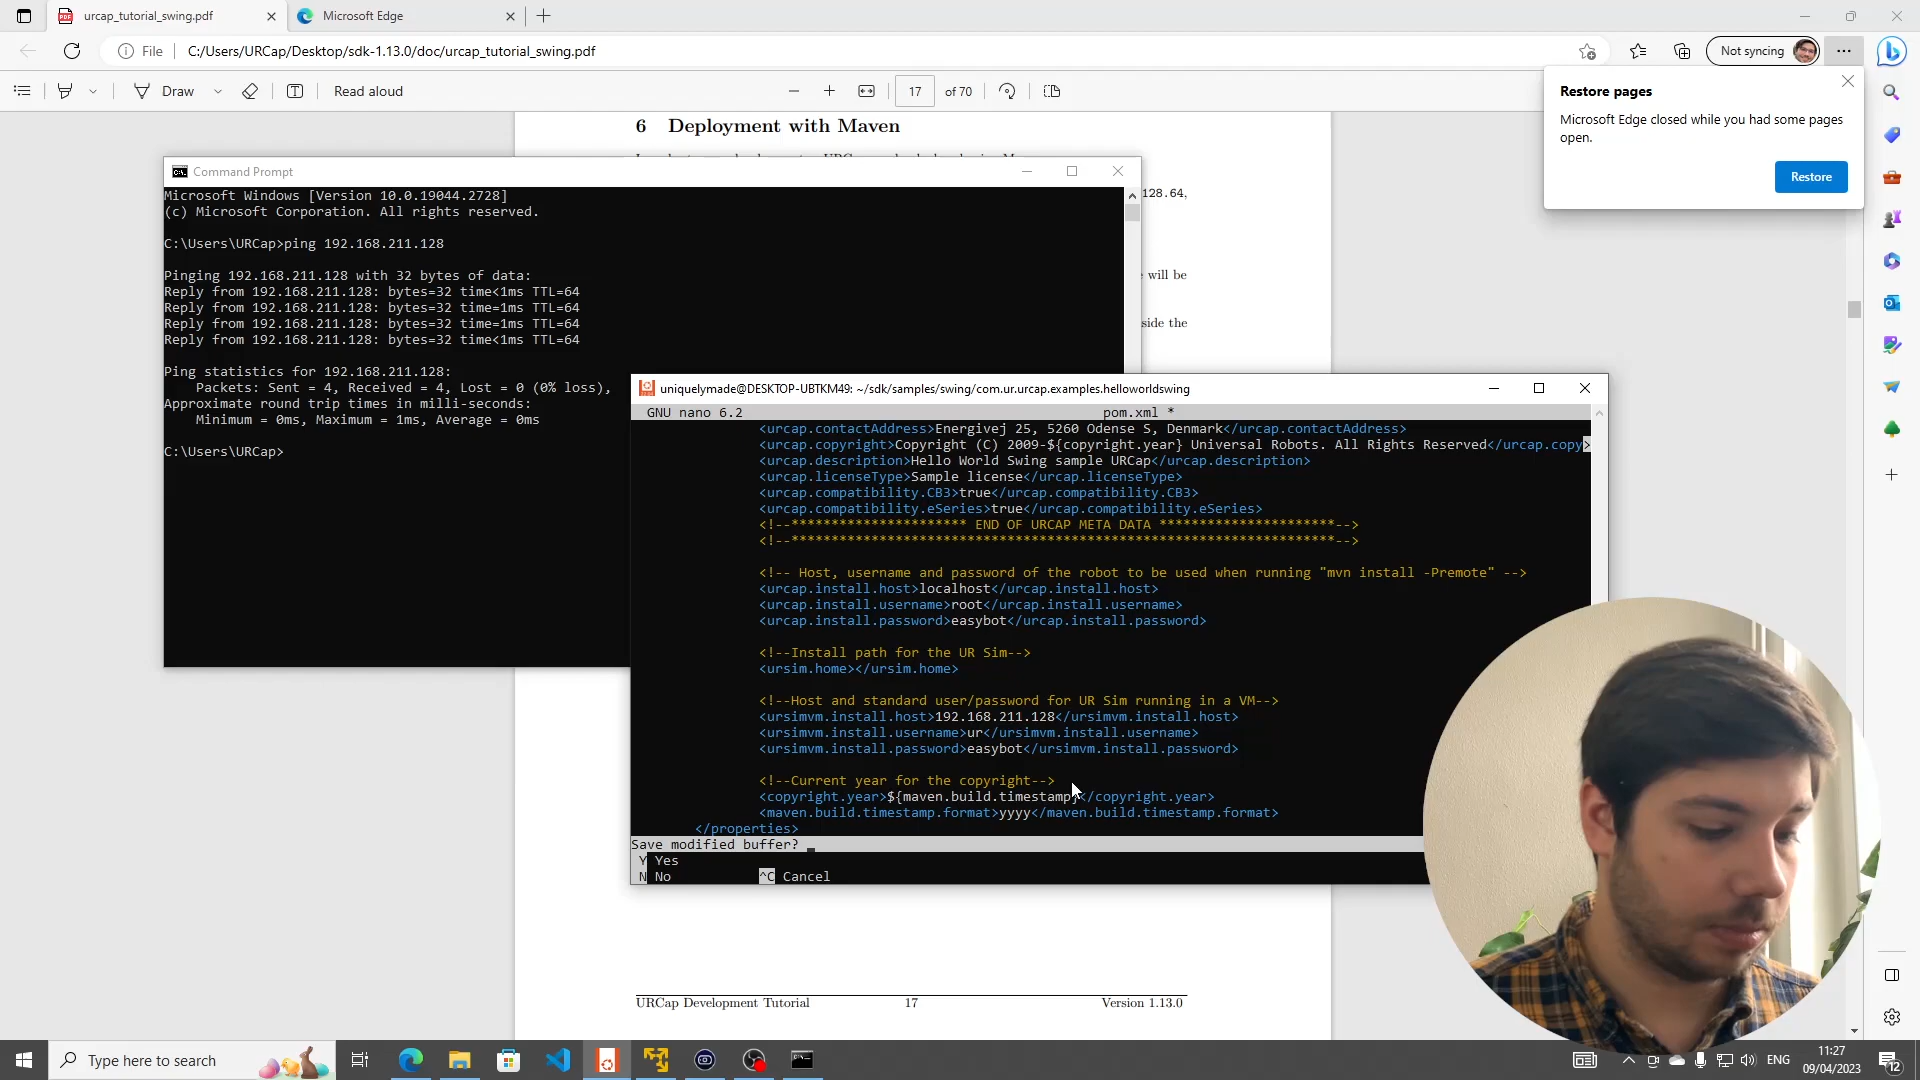 urcap_tutorial_swing.pdf
Microsoft Edge
File
C:/Users/URCap/Desktop/sdk-1.13.0/doc/urcap_tutorial_swing.pdf
Not syncing
Draw
Read aloud
17
of 70
Restore pages
Microsoft Edge closed while you had some pages
open.
Restore
6 Deployment with Maven
128.64,
will be
side the
Command Prompt
Microsoft Windows [Version 10.0.19044.2728]
(c) Microsoft Corporation. All rights reserved.
C:\Users\URCap>ping 192.168.211.128
Pinging 192.168.211.128 with 32 bytes of data:
Reply from 192.168.211.128: bytes=32 time<1ms TTL=64
Reply from 192.168.211.128: bytes=32 time=1ms TTL=64
Reply from 192.168.211.128: bytes=32 time=1ms TTL=64
Reply from 192.168.211.128: bytes=32 time<1ms TTL=64
Ping statistics for 192.168.211.128:
Packets: Sent = 4, Received = 4, Lost = 0 (0% loss),
Approximate round trip times in milli-seconds:
Minimum = 0ms, Maximum = 1ms, Average = 0ms
C:\Users\URCap>
uniquelymade@DESKTOP-UBTKM49: ~/sdk/samples/swing/com.ur.urcap.examples.helloworldswing
GNU nano 6.2 pom.xml *
<urcap.contactAddress>Energivej 25, 5260 Odense S, Denmark</urcap.contactAddress>
<urcap.copyright>Copyright (C) 2009-${copyright.year} Universal Robots. All Rights Reserved</urcap.copy>
<urcap.description>Hello World Swing sample URCap</urcap.description>
<urcap.licenseType>Sample license</urcap.licenseType>
<urcap.compatibility.CB3>true</urcap.compatibility.CB3>
<urcap.compatibility.eSeries>true</urcap.compatibility.eSeries>
<!--********************** END OF URCAP META DATA **********************-->
<!--********************************************************************-->
<!-- Host, username and password of the robot to be used when running "mvn install -Premote" -->
<urcap.install.host>localhost</urcap.install.host>
<urcap.install.username>root</urcap.install.username>
<urcap.install.password>easybot</urcap.install.password>
<!--Install path for the UR Sim-->
<ursim.home></ursim.home>
<!--Host and standard user/password for UR Sim running in a VM-->
<ursimvm.install.host>192.168.211.128</ursimvm.install.host>
<ursimvm.install.username>ur</ursimvm.install.username>
<ursimvm.install.password>easybot</ursimvm.install.password>
<!--Current year for the copyright-->
<copyright.year>${maven.build.timestamp}</copyright.year>
<maven.build.timestamp.format>yyyy</maven.build.timestamp.format>
</properties>
Save modified buffer?
Y Yes
N No ^C Cancel
URCap Development Tutorial 17 Version 1.13.0
Type here to search
ENG
11:27
09/04/2023
12